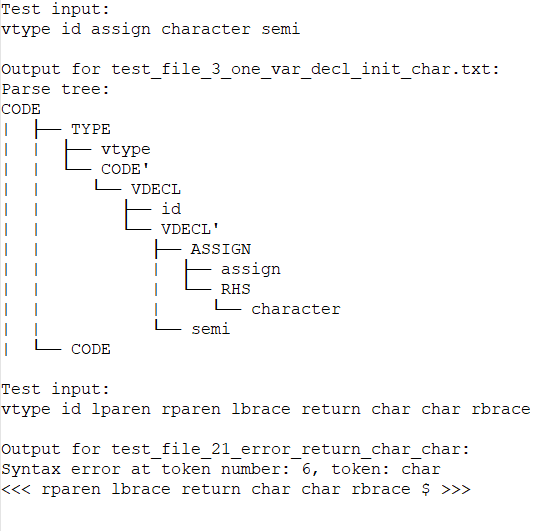 Test input:
vtype id assign character semi
Output for test_file_3_one_var_decl_init_char.txt:
Parse tree:
CODE
TYPE
vtype
CODE'
VDECL
id
VDECL'
ASSIGN
assign
RHS
character
semi
CODE
Test input:
vtype id lparen rparen lbrace return char char rbrace
Output for test_file_21_error_return_char_char:
Syntax error at token number: 6, token: char
<<< rparen lbrace return char char rbrace $ >>>